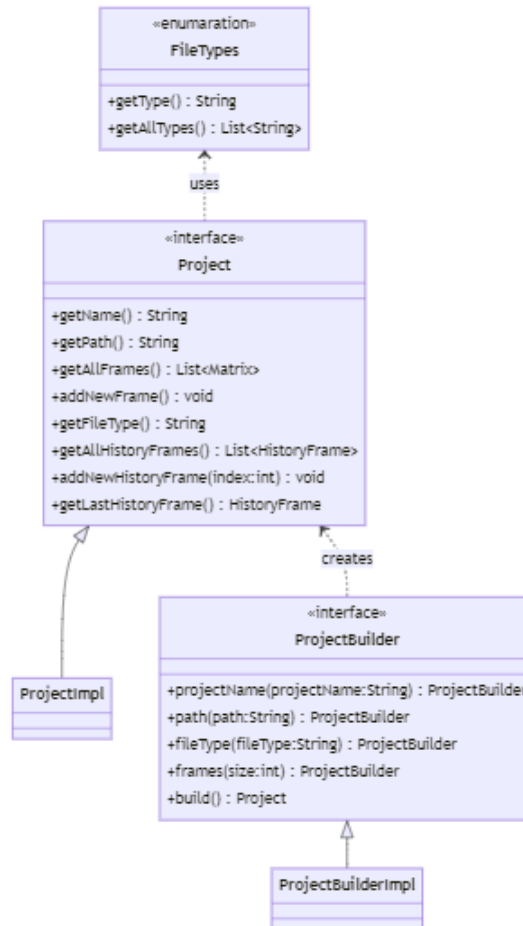 «enumaration»
FileTypes
+getType() : String
+getAllTypes() : List<String>
uses
«interface»
Project
+getName() : String
+getPath() : String
+getAllFrames() : List<Matrix>
+addNewFrame() : void
+getFileType() : String
+getAllHistoryFrames() : List<HistoryFrame>
+addNewHistoryFrame(index:int) : void
+getLastHistoryFrame() : HistoryFrame
creates
«interface»
ProjectBuilder
ProjectImpl
+projectName(projectName:String) : ProjectBuilder
+path(path:String) : ProjectBuilder
+fileType(fileType:String) : ProjectBuilder
+frames(size:int) : ProjectBuilder
+build() : Project
ProjectBuilderImpl